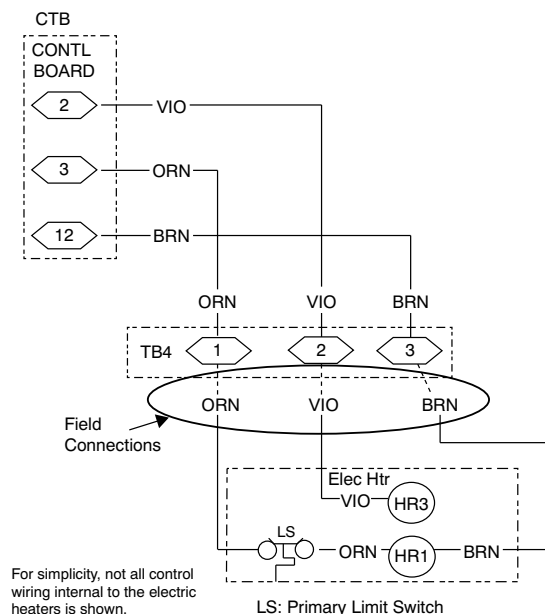 CTB
CONTL
BOARD
2
VIO
3
ORN
12
BRN
ORN
VIO
BRN
TB4
1
2
3
ORN
VIO
BRN
Field
Connections
Elec Htr
VIO
HR3
LS
ORN
HR1
BRN
For simplicity, not all control
wiring internal to the electric
heaters is shown.
LS: Primary Limit Switch